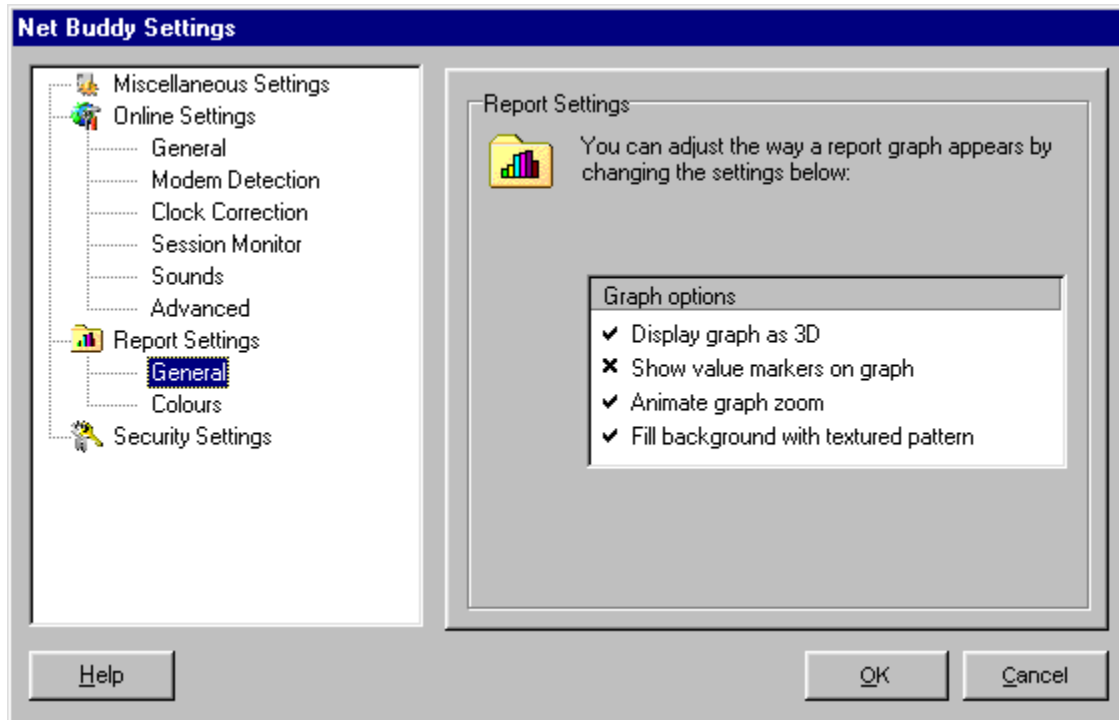 Net Buddy Settings
Miscellaneous Settings
Online Settings
General
Modem Detection
Clock Correction
Session Monitor
Sounds
Advanced
Report Settings
General
Colours
Security Settings
Report Settings
You can adjust the way a report graph appears by
changing the settings below:
Graph options
Display graph as 3D
Show value markers on graph
Animate graph zoom
Fill background with textured pattern
Help
OK
Cancel